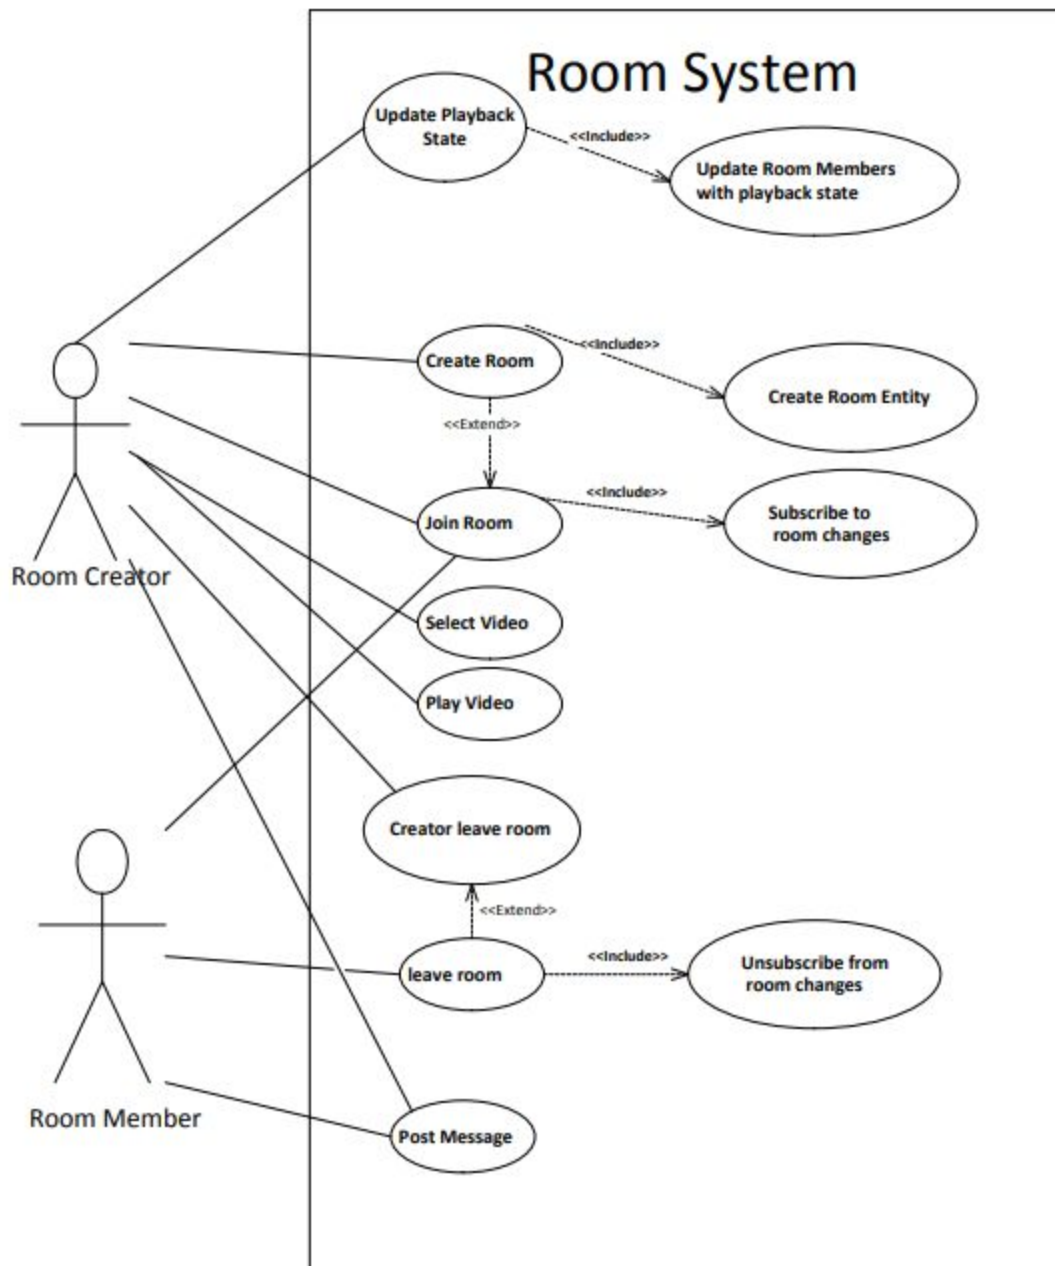 Room System
Update Playback
State
<<Include>>
Update Room Members
with playback state
Create Room
<<Include>>
Create Room Entity
<<Extend>>
Join Room
<<Include>>
Subscribe to
room changes
Room Creator
Select Video
Play Video
Creator leave room
<<Extend>>
leave room
<<Include>>
Unsubscribe from
room changes
Room Member
Post Message